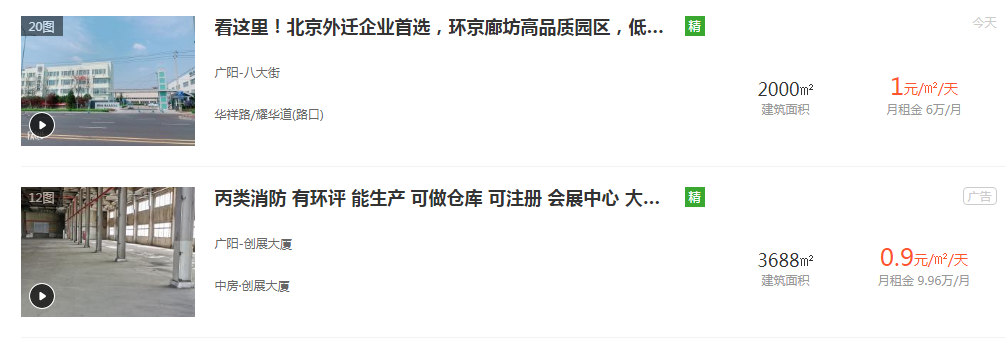 20图
看这里！北京外迁企业首选，环京廊坊高品质园区，低...
精
今天
广阳-八大街
华祥路/耀华道(路口)
2000㎡
建筑面积
1元/㎡/天
月租金 6万/月
12图
丙类消防 有环评 能生产 可做仓库 可注册 会展中心 大...
精
广告
广阳-创展大厦
中房·创展大厦
3688㎡
建筑面积
0.9元/㎡/天
月租金 9.96万/月